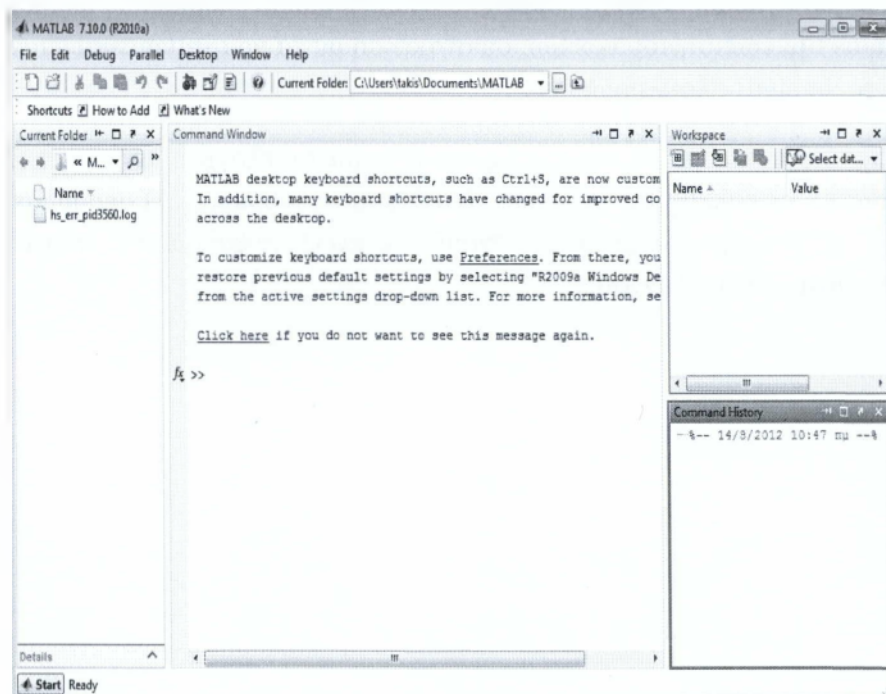 MATLAB 7.10.0 (R2010a)
File Edit Debug Parallel Desktop Window Help
Current Folder: C:\Users\takis\Documents\MATLAB
Shortcuts How to Add What's New
Current Folder
« M...
Name
hs_err_pid3560.log
Details
Command Window
MATLAB desktop keyboard shortcuts, such as Ctrl+S, are now custom
In addition, many keyboard shortcuts have changed for improved co
across the desktop.
To customize keyboard shortcuts, use Preferences. From there, you
restore previous default settings by selecting "R2009a Windows De
from the active settings drop-down list. For more information, se
Click here if you do not want to see this message again.
fx >>
Workspace
Select dat...
Name Value
Command History
%-- 14/8/2012 10:47 πμ --%
Start Ready